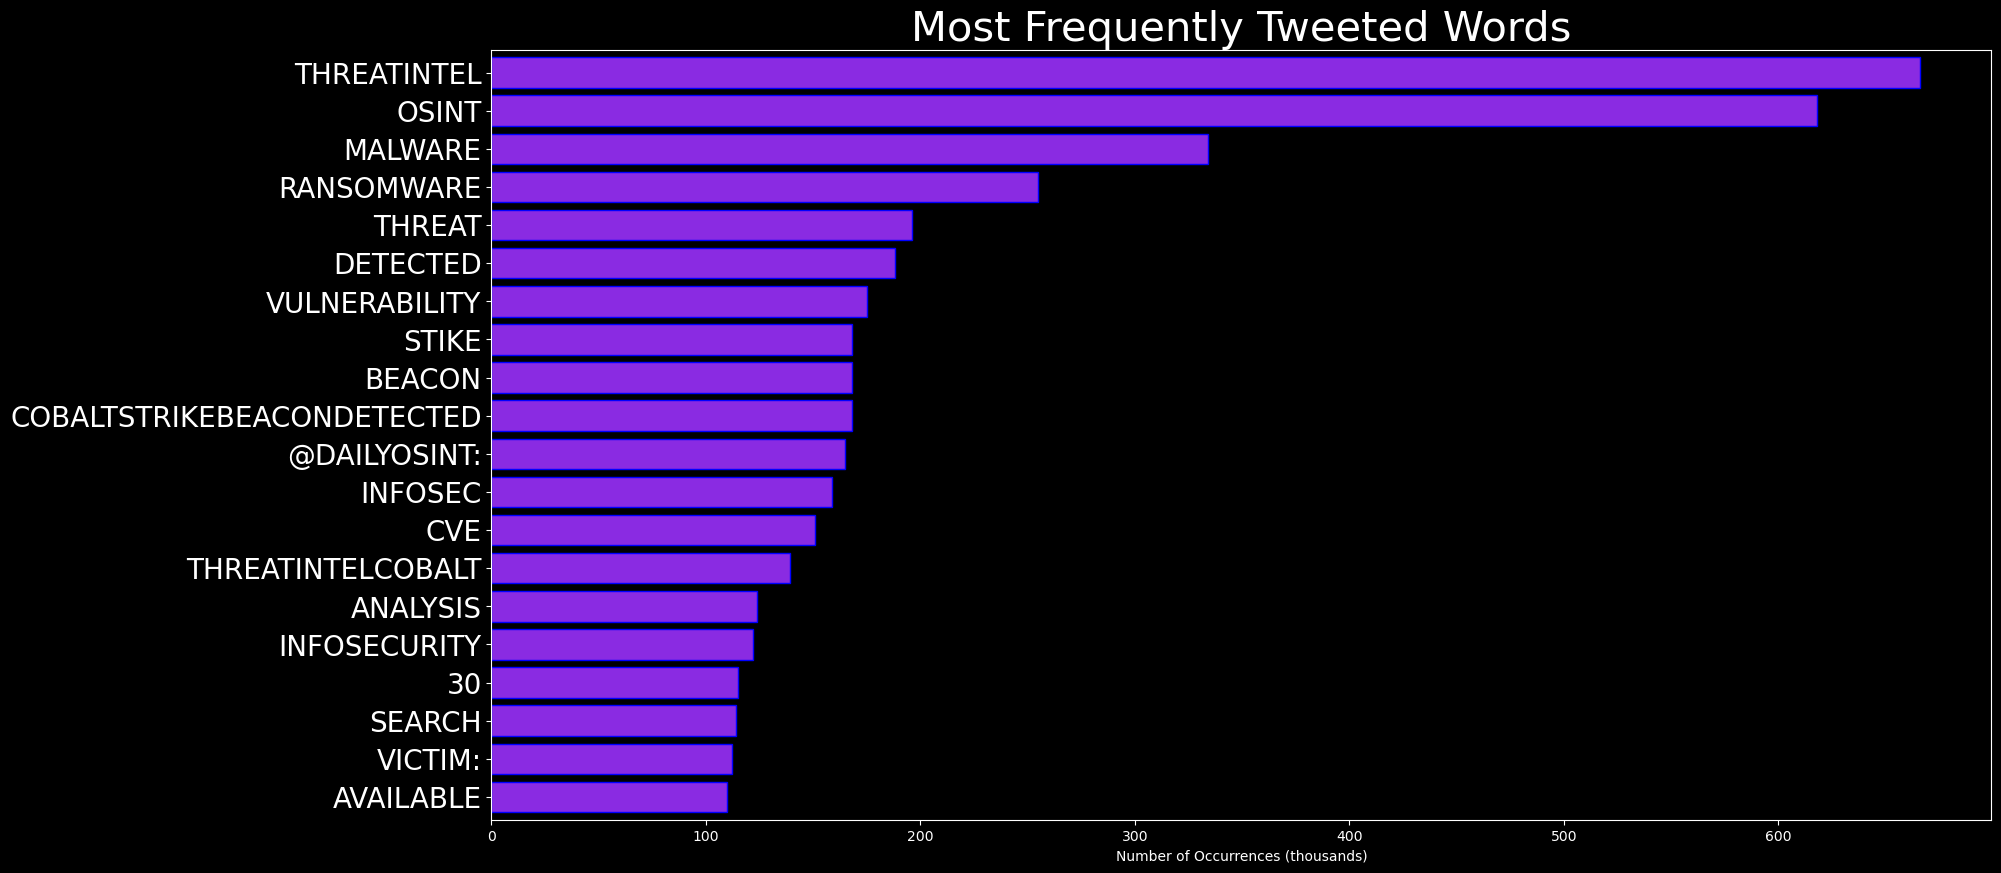 Most Frequently Tweeted Words
THREATINTEL
OSINT
MALWARE
RANSOMWARE
THREAT
DETECTED
VULNERABILITY
STIKE
BEACON
COBALTSTRIKEBEACONDETECTED
@DAILYOSINT:
INFOSEC
CVE
THREATINTELCOBALT
ANALYSIS
INFOSECURITY
30
SEARCH
VICTIM:
AVAILABLE
0 100 200 300 400 500 600
Number of Occurrences (thousands)